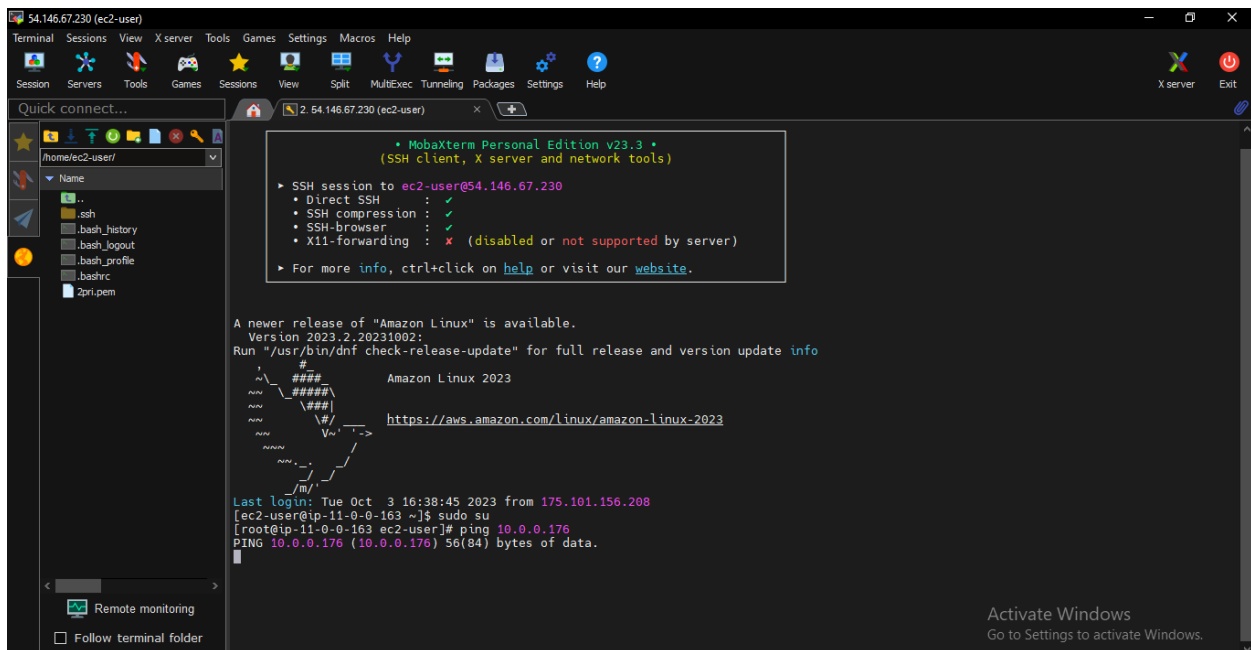 54.146.67.230 (ec2-user)
Terminal Sessions View X server Tools Games Settings Macros Help
Session Servers Tools Games Sessions View Split MultiExec Tunneling Packages Settings Help X server Exit
Quick connect...
2. 54.146.67.230 (ec2-user)
/home/ec2-user/
Name
..
.ssh
.bash_history
.bash_logout
.bash_profile
.bashrc
2pri.pem
Remote monitoring
Follow terminal folder
• MobaXterm Personal Edition v23.3 •
(SSH client, X server and network tools)
► SSH session to ec2-user@54.146.67.230
• Direct SSH : ✔
• SSH compression : ✔
• SSH-browser : ✔
• X11-forwarding : ✘ (disabled or not supported by server)
► For more info, ctrl+click on help or visit our website.
A newer release of "Amazon Linux" is available.
Version 2023.2.20231002:
Run "/usr/bin/dnf check-release-update" for full release and version update info
   ,     #_
   ~\_  ####_        Amazon Linux 2023
  ~~  \_#####\
  ~~     \###|
  ~~       \#/ ___   https://aws.amazon.com/linux/amazon-linux-2023
   ~~       V~' '->
    ~~~         /
      ~~._.   _/
         _/ _/
       _/m/'
Last login: Tue Oct  3 16:38:45 2023 from 175.101.156.208
[ec2-user@ip-11-0-0-163 ~]$ sudo su
[root@ip-11-0-0-163 ec2-user]# ping 10.0.0.176
PING 10.0.0.176 (10.0.0.176) 56(84) bytes of data.
Activate Windows
Go to Settings to activate Windows.